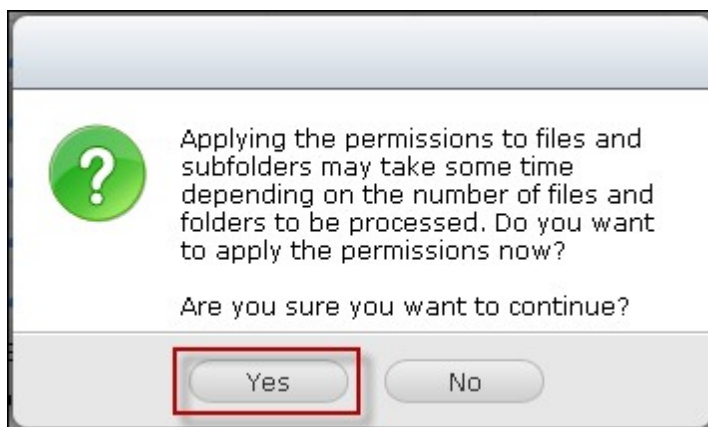 Applying the permissions to files and
subfolders may take some time
depending on the number of files and
folders to be processed. Do you want
to apply the permissions now?
Are you sure you want to continue?
Yes No